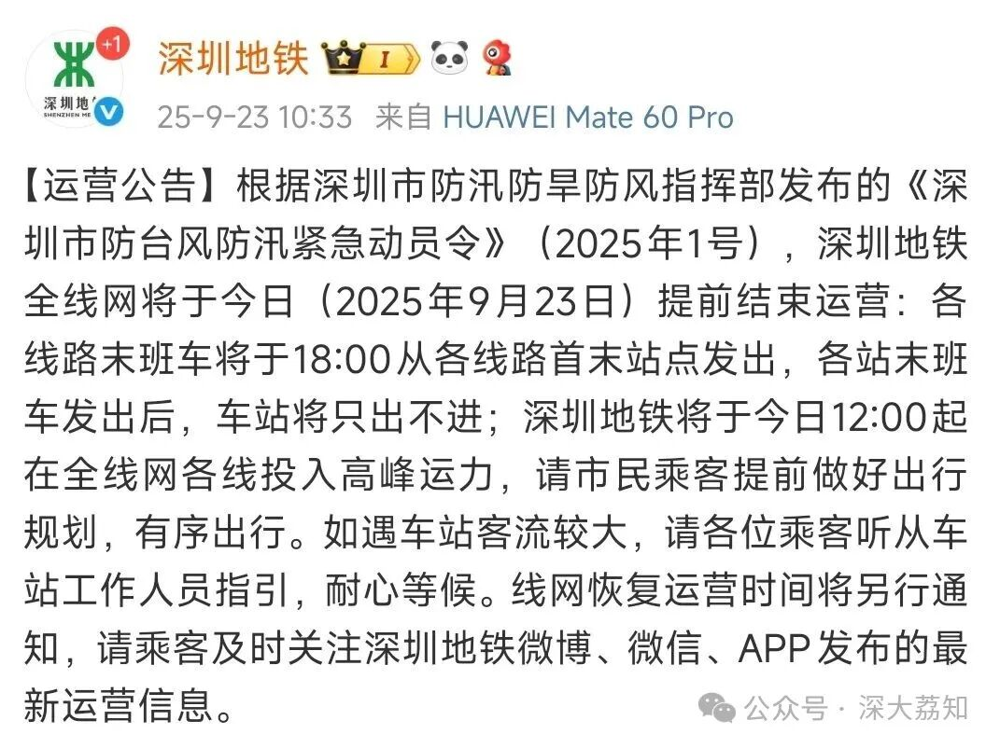 +1
深圳地铁
I
深圳地
SHENZHEN ME
V
25-9-23 10:33 来自 HUAWEI Mate 60 Pro
【运营公告】根据深圳市防汛防旱防风指挥部发布的《深
圳市防台风防汛紧急动员令》（2025年1号），深圳地铁
全线网将于今日（2025年9月23日）提前结束运营：各
线路末班车将于18:00从各线路首末站点发出，各站末班
车发出后，车站将只出不进；深圳地铁将于今日12:00起
在全线网各线投入高峰运力，请市民乘客提前做好出行
规划，有序出行。如遇车站客流较大，请各位乘客听从车
站工作人员指引，耐心等候。线网恢复运营时间将另行通
知，请乘客及时关注深圳地铁微博、微信、APP发布的最
新运营信息。
公众号·深大荔知